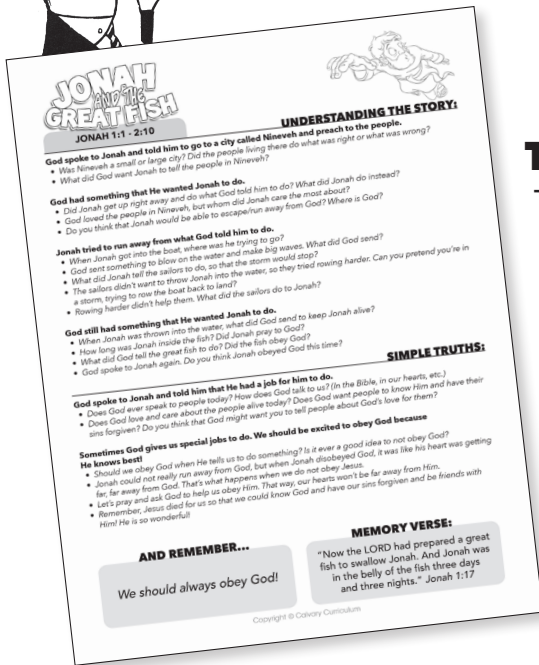 JONAH
AND THE
GREAT FISH
JONAH 1:1 - 2:10
UNDERSTANDING THE STORY:
God spoke to Jonah and told him to go to a city called Nineveh and preach to the people.
• Was Nineveh a small or large city? Did the people living there do what was right or what was wrong?
• What did God want Jonah to tell the people in Nineveh?
God had something that He wanted Jonah to do.
• Did Jonah get up right away and do what God told him to do? What did Jonah do instead?
• God loved the people in Nineveh, but whom did Jonah care the most about?
• Do you think that Jonah would be able to escape/run away from God? Where is God?
Jonah tried to run away from what God told him to do.
• When Jonah got into the boat, where was he trying to go?
• God sent something to blow on the water and make big waves. What did God send?
• What did Jonah tell the sailors to do, so that the storm would stop?
• The sailors didn't want to throw Jonah into the water, so they tried rowing harder. Can you pretend you're in
a storm, trying to row the boat back to land?
• Rowing harder didn't help them. What did the sailors do to Jonah?
God still had something that He wanted Jonah to do.
• When Jonah was thrown into the water, what did God send to keep Jonah alive?
• How long was Jonah inside the fish? Did Jonah pray to God?
• What did God tell the great fish to do? Did the fish obey God?
• God spoke to Jonah again. Do you think Jonah obeyed God this time?
SIMPLE TRUTHS:
God spoke to Jonah and told him that He had a job for him to do.
• Does God ever speak to people today? How does God talk to us? (In the Bible, in our hearts, etc.)
• Does God love and care about the people alive today? Does God want people to know Him and have their
sins forgiven? Do you think that God might want you to tell people about God's love for them?
Sometimes God gives us special jobs to do. We should be excited to obey God because
He knows best!
• Should we obey God when He tells us to do something? Is it ever a good idea to not obey God?
• Jonah could not really run away from God, but when Jonah disobeyed God, it was like his heart was getting
far, far away from God. That's what happens when we do not obey Jesus.
• Let's pray and ask God to help us obey Him. That way, our hearts won't be far away from Him.
• Remember, Jesus died for us so that we could know God and have our sins forgiven and be friends with
Him! He is so wonderful!
AND REMEMBER...
We should always obey God!
MEMORY VERSE:
"Now the LORD had prepared a great
fish to swallow Jonah. And Jonah was
in the belly of the fish three days
and three nights." Jonah 1:17
Copyright © Calvary Curriculum